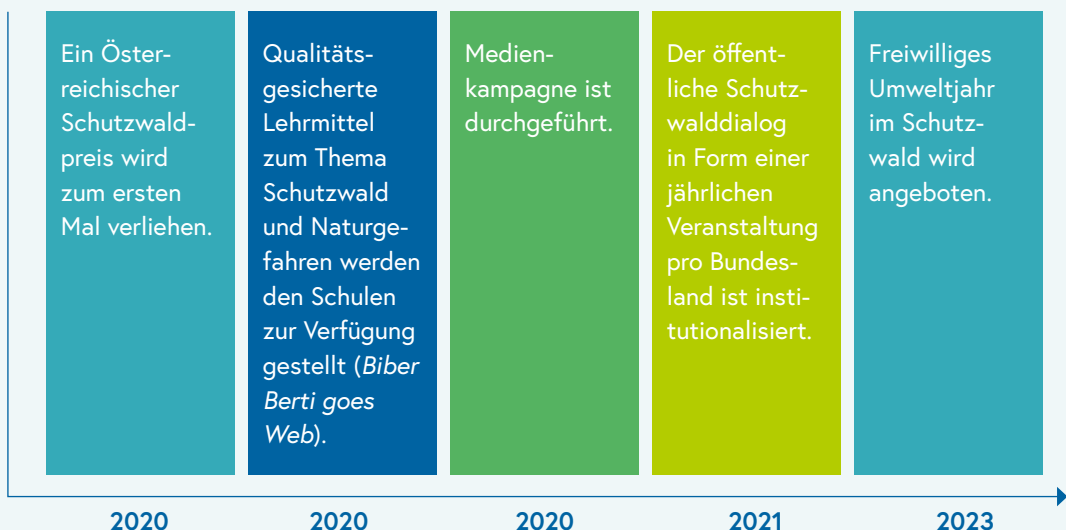 Ein Öster-
reichischer
Schutzwald-
preis wird
zum ersten
Mal verliehen.
Qualitäts-
gesicherte
Lehrmittel
zum Thema
Schutzwald
und Naturge-
fahren werden
den Schulen
zur Verfügung
gestellt (Biber
Berti goes
Web).
Medien-
kampagne ist
durchgeführt.
Der öffent-
liche Schutz-
walddialog
in Form einer
jährlichen
Veranstaltung
pro Bundes-
land ist insti-
tutionalisiert.
Freiwilliges
Umweltjahr
im Schutz-
wald wird
angeboten.
2020 2020 2020 2021 2023